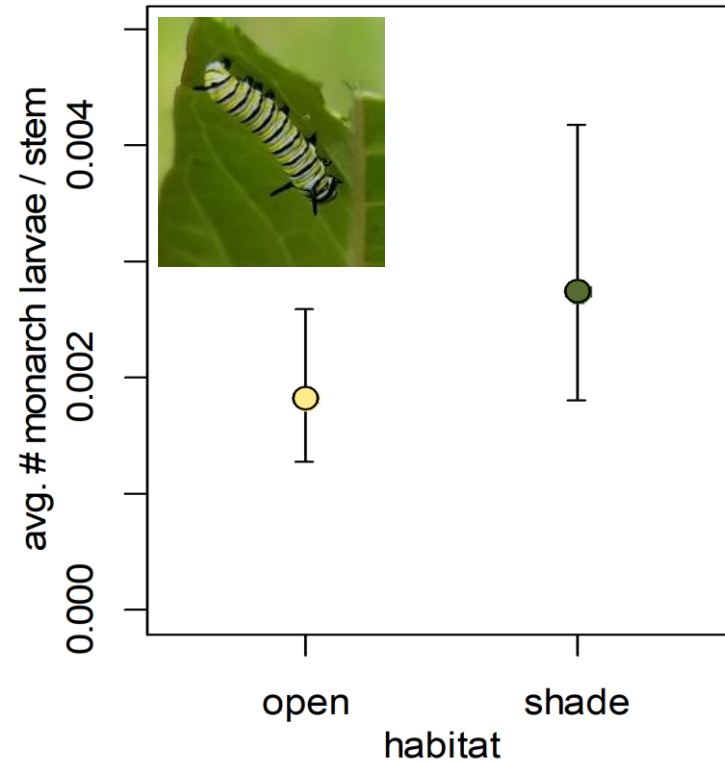 avg. # monarch larvae / stem
0.004
0.002
0.000
open
shade
habitat